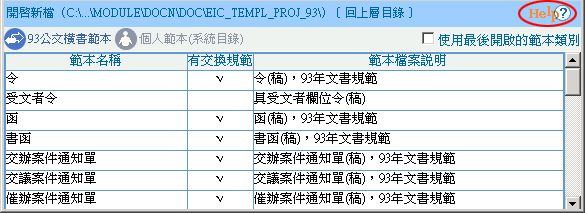 開啓新檔（C:\...\MODULE\DOCN\DOC\EIC_TEMPL_PROJ_93\）〔 回上層目錄 〕 Help?
93公文橫書範本 個人範本(系統目錄) 使用最後開啟的範本類別
範本名稱 有交換規範 範本檔案說明
令 v 令(稿)，93年文書規範
受文者令 具受文者欄位令(稿)
函 v 函(稿)，93年文書規範
書函 v 書函(稿)，93年文書規範
交辦案件通知單 v 交辦案件通知單(稿)，93年文書規範
交議案件通知單 v 交議案件通知單(稿)，93年文書規範
催辦案件通知單 v 催辦案件通知單(稿)，93年文書規範